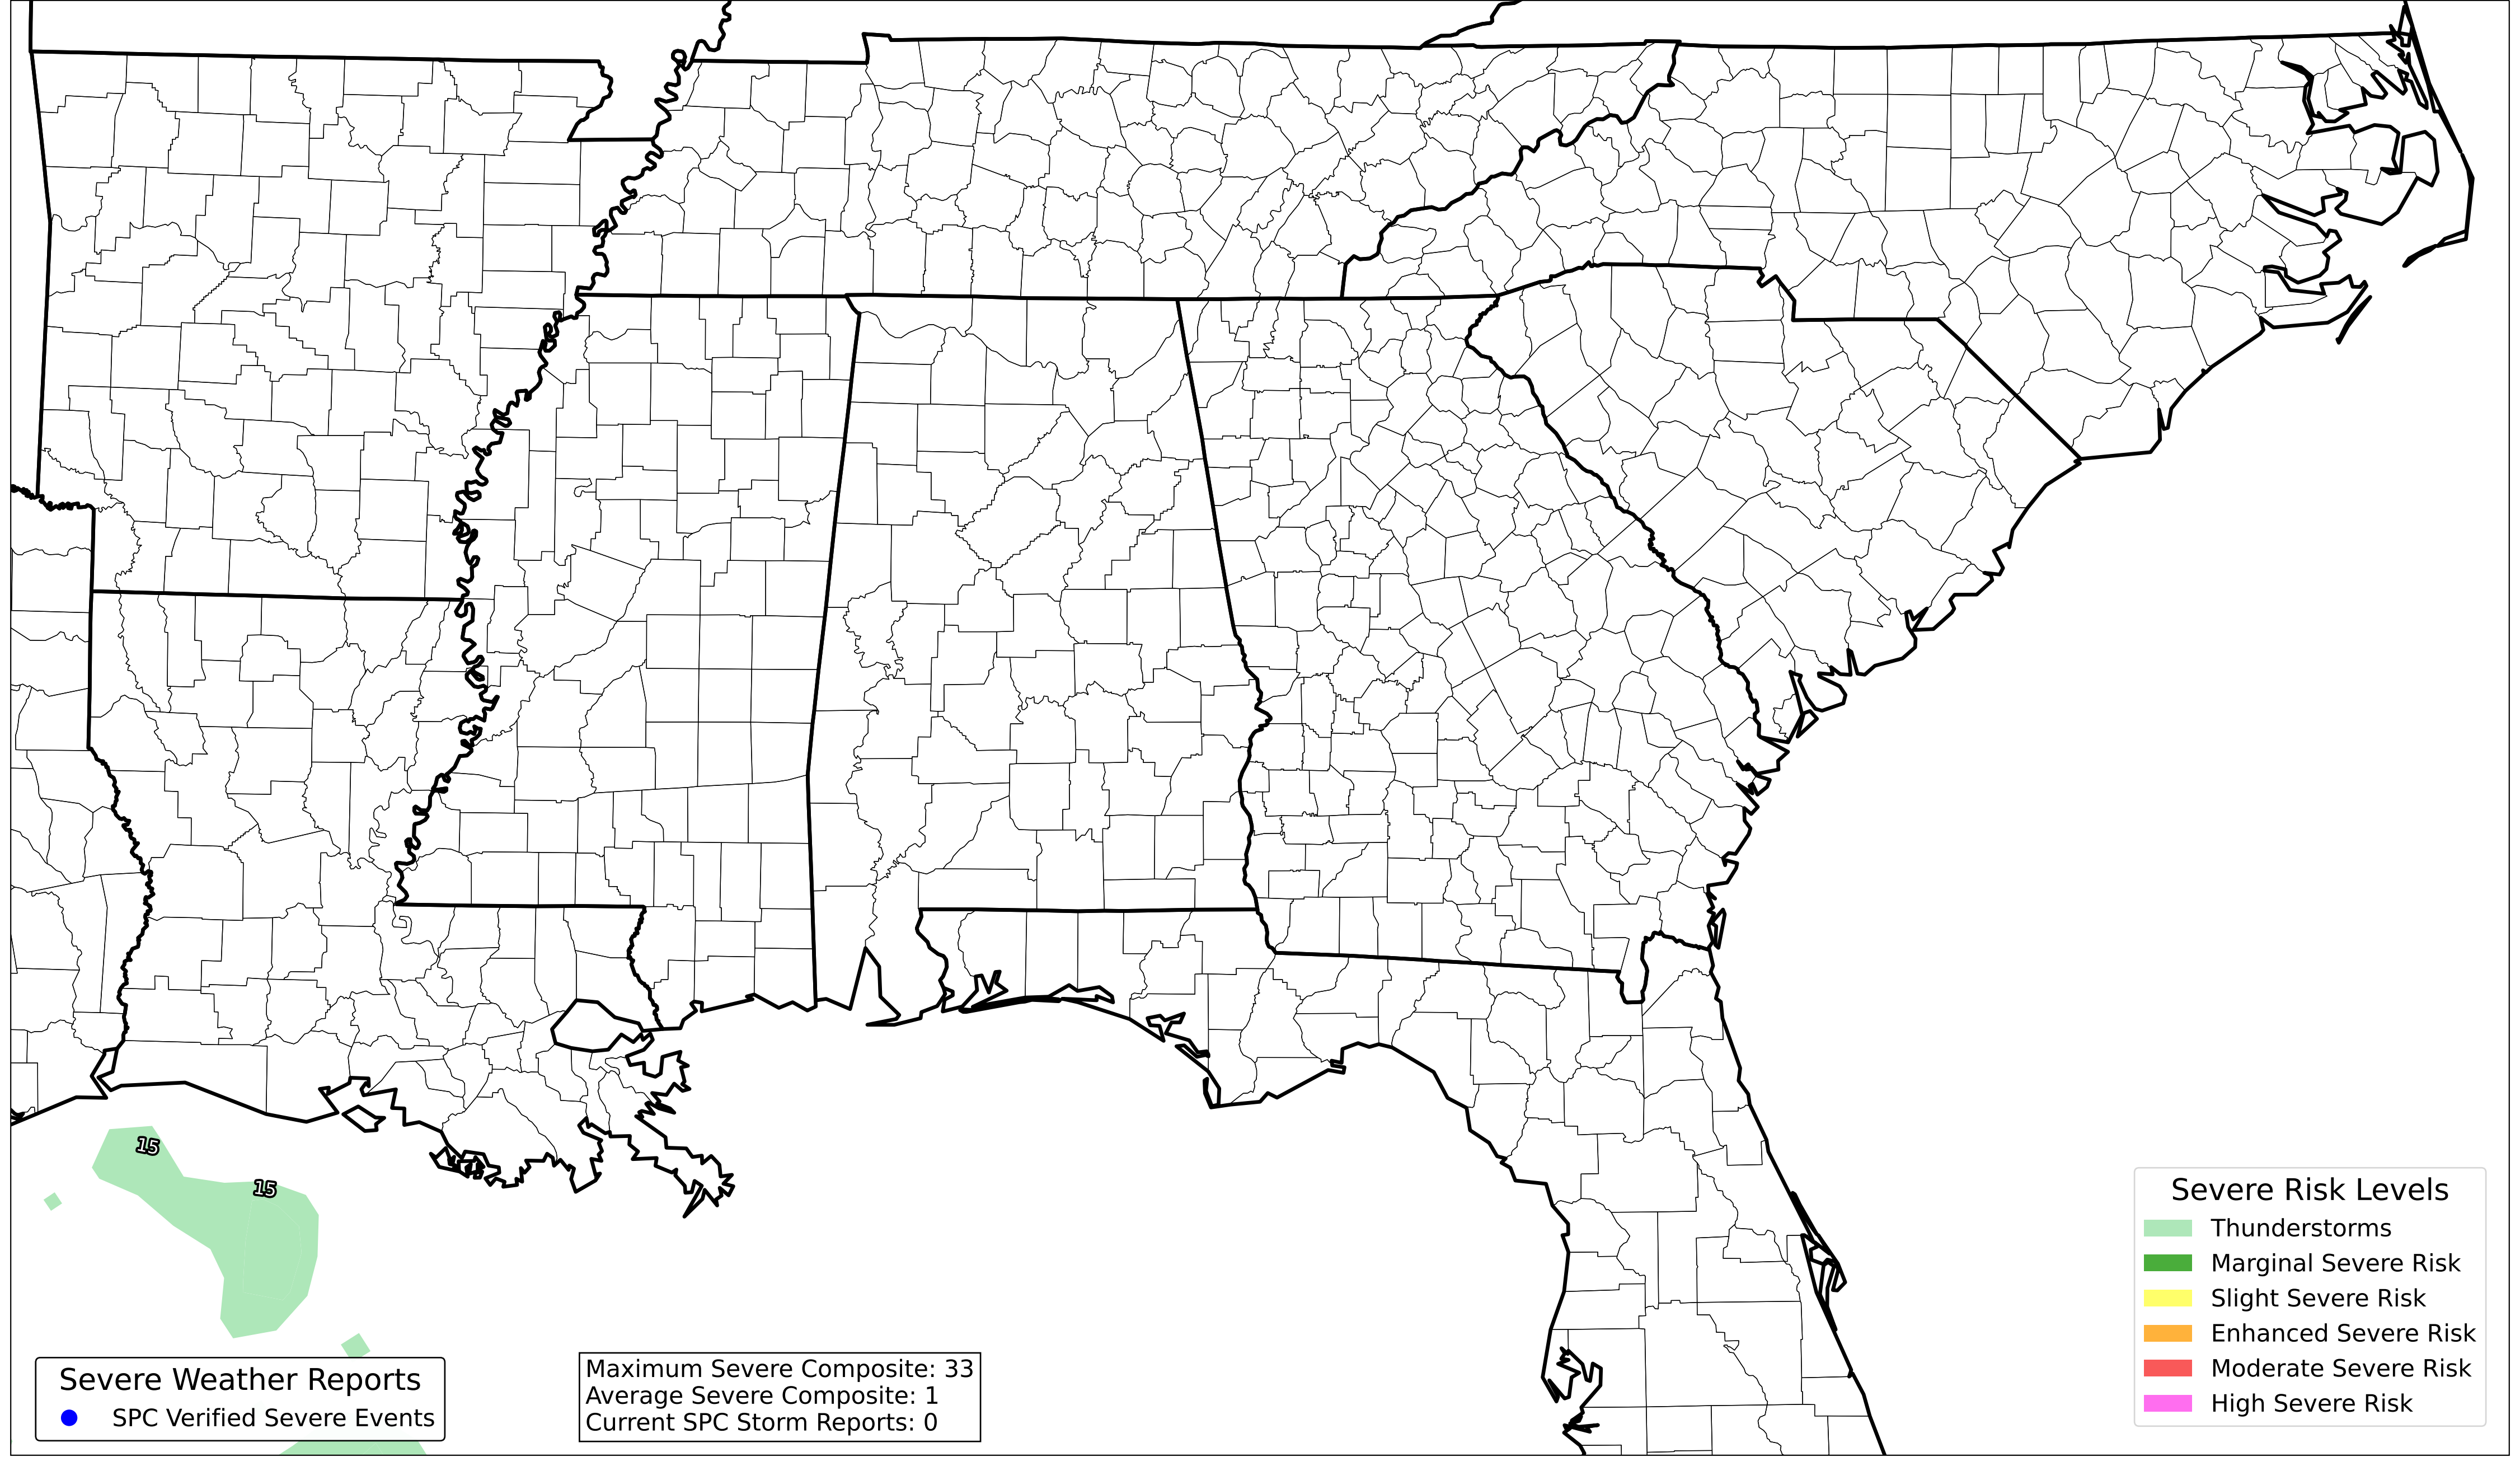 15
15
Severe Risk Levels
Thunderstorms
Marginal Severe Risk
Slight Severe Risk
Enhanced Severe Risk
Moderate Severe Risk
High Severe Risk
Severe Weather Reports
SPC Verified Severe Events
Maximum Severe Composite: 33
Average Severe Composite: 1
Current SPC Storm Reports: 0